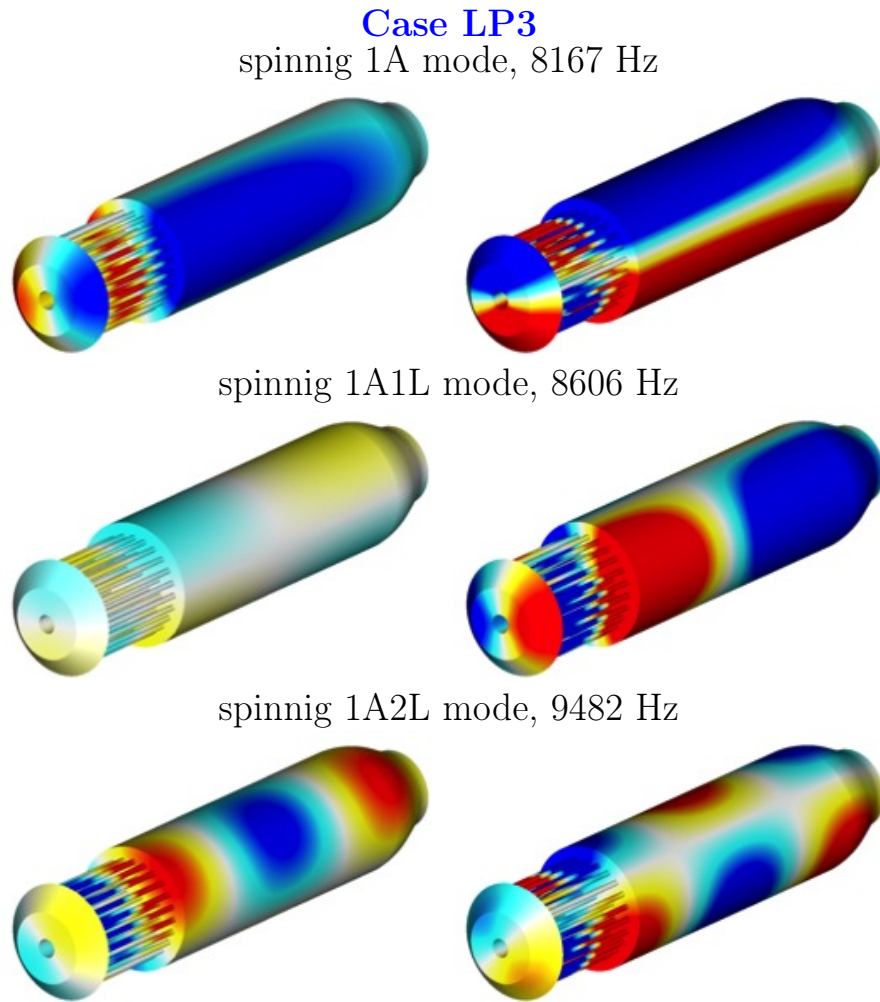 Case LP3
spinnig 1A mode, 8167 Hz
spinnig 1A1L mode, 8606 Hz
spinnig 1A2L mode, 9482 Hz